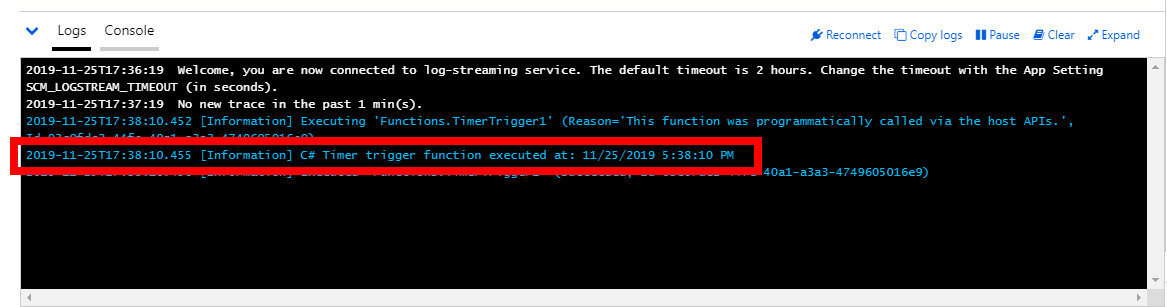 Logs Console Reconnect Copy logs Pause Clear Expand
2019-11-25T17:36:19 Welcome, you are now connected to log-streaming service. The default timeout is 2 hours. Change the timeout with the App Setting
SCM_LOGSTREAM_TIMEOUT (in seconds).
2019-11-25T17:37:19 No new trace in the past 1 min(s).
2019-11-25T17:38:10.452 [Information] Executing 'Functions.TimerTrigger1' (Reason='This function was programmatically called via the host APIs.',
2019-11-25T17:38:10.455 [Information] C# Timer trigger function executed at: 11/25/2019 5:38:10 PM
40a1-a3a3-4749605016e9)